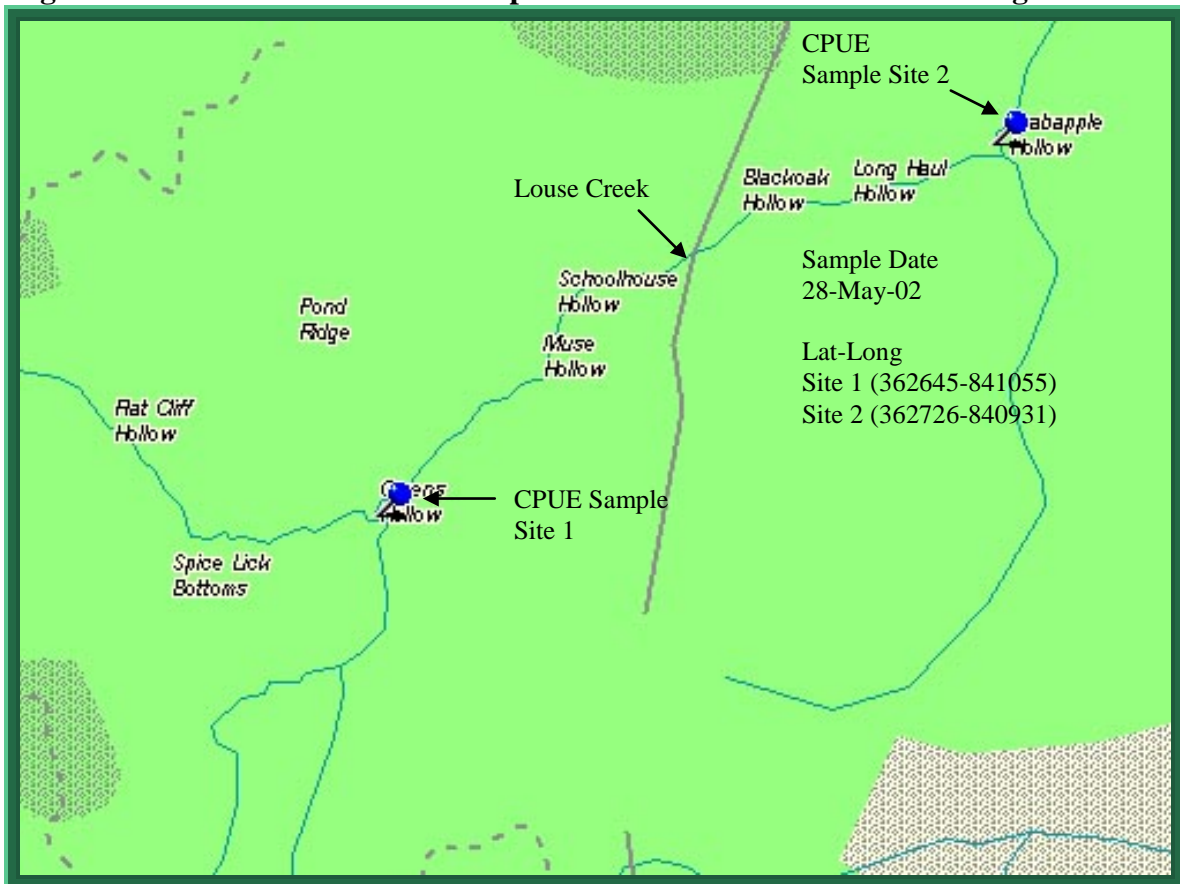 CPUE
Sample Site 2
Hollow
Long Haul
Hollow
Blackoak
Hollow
Louse Creek
Sample Date
28-May-02
Schoolhouse
Hollow
Pond
Ridge
Muse
Hollow
Lat-Long
Site 1 (362645-841055)
Site 2 (362726-840931)
Flat Cliff
Hollow
Hollow
CPUE Sample
Site 1
Spice Lick
Bottoms